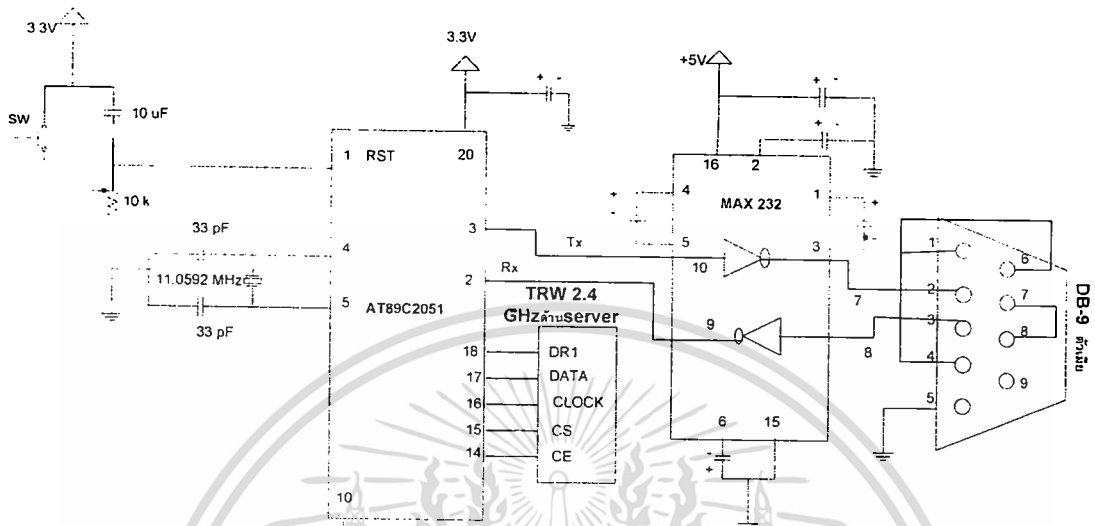 3.3V
SW
10 uF
10 k
33 pF
11.0592 MHz
33 pF
3.3V
+ -
1 RST
20
4
5
AT89C2051
3
2
18
17
16
15
14
10
Tx
Rx
TRW 2.4
GHzด้านserver
DR1
DATA
CLOCK
CS
CE
+5V
+ -
+ -
16
2
4
MAX 232
1
+
-
+
-
5
10
3
9
7
8
6
15
-
+
1
2
3
4
5
6
7
8
9
DB-9
ตัวเมีย